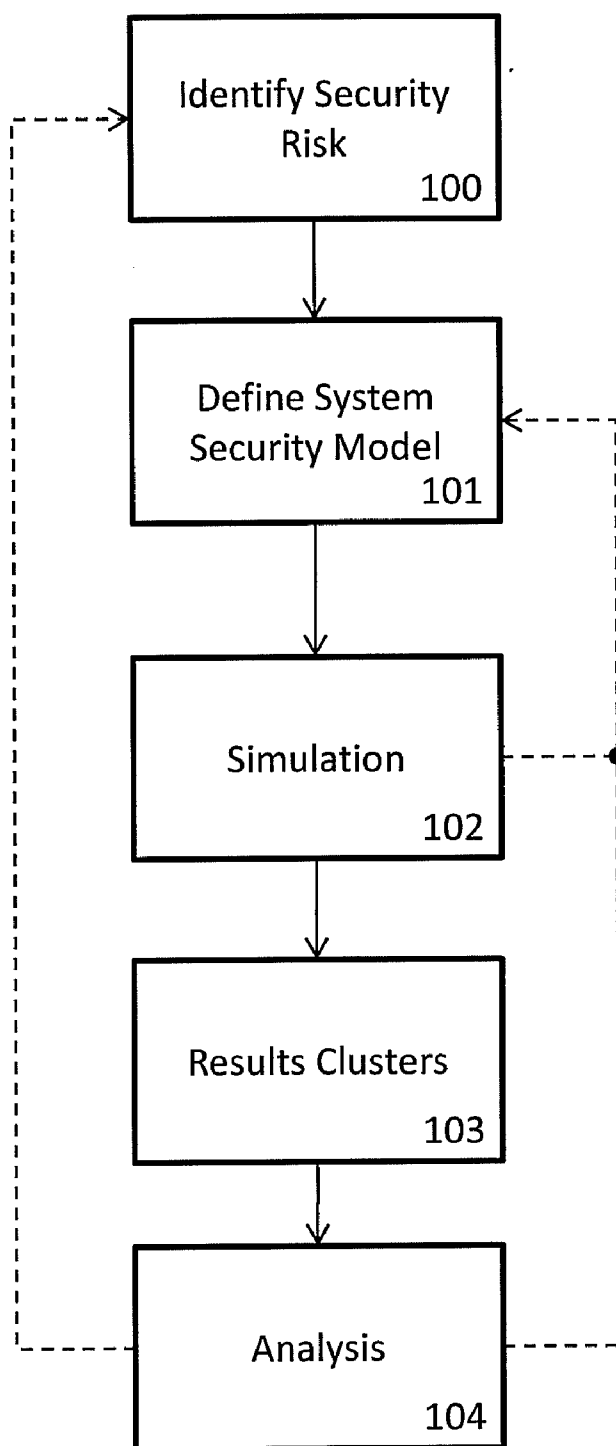 Identify Security
Risk
100
Define System
Security Model
101
Simulation
102
Results Clusters
103
Analysis
104